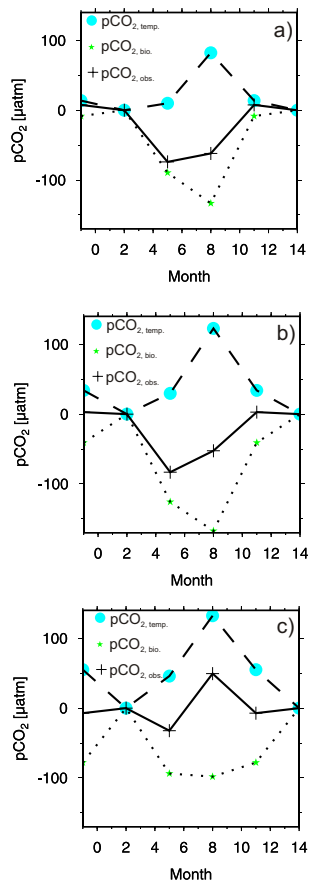 a)
pCO2, temp.
pCO2, bio.
pCO2, obs.
100
0
-100
pCO2 [µatm]
0 2 4 6 8 10 12 14
Month
b)
pCO2, temp.
pCO2, bio.
pCO2, obs.
100
0
-100
pCO2 [µatm]
0 2 4 6 8 10 12 14
Month
c)
pCO2, temp.
pCO2, bio.
pCO2, obs.
100
0
-100
pCO2 [µatm]
0 2 4 6 8 10 12 14
Month